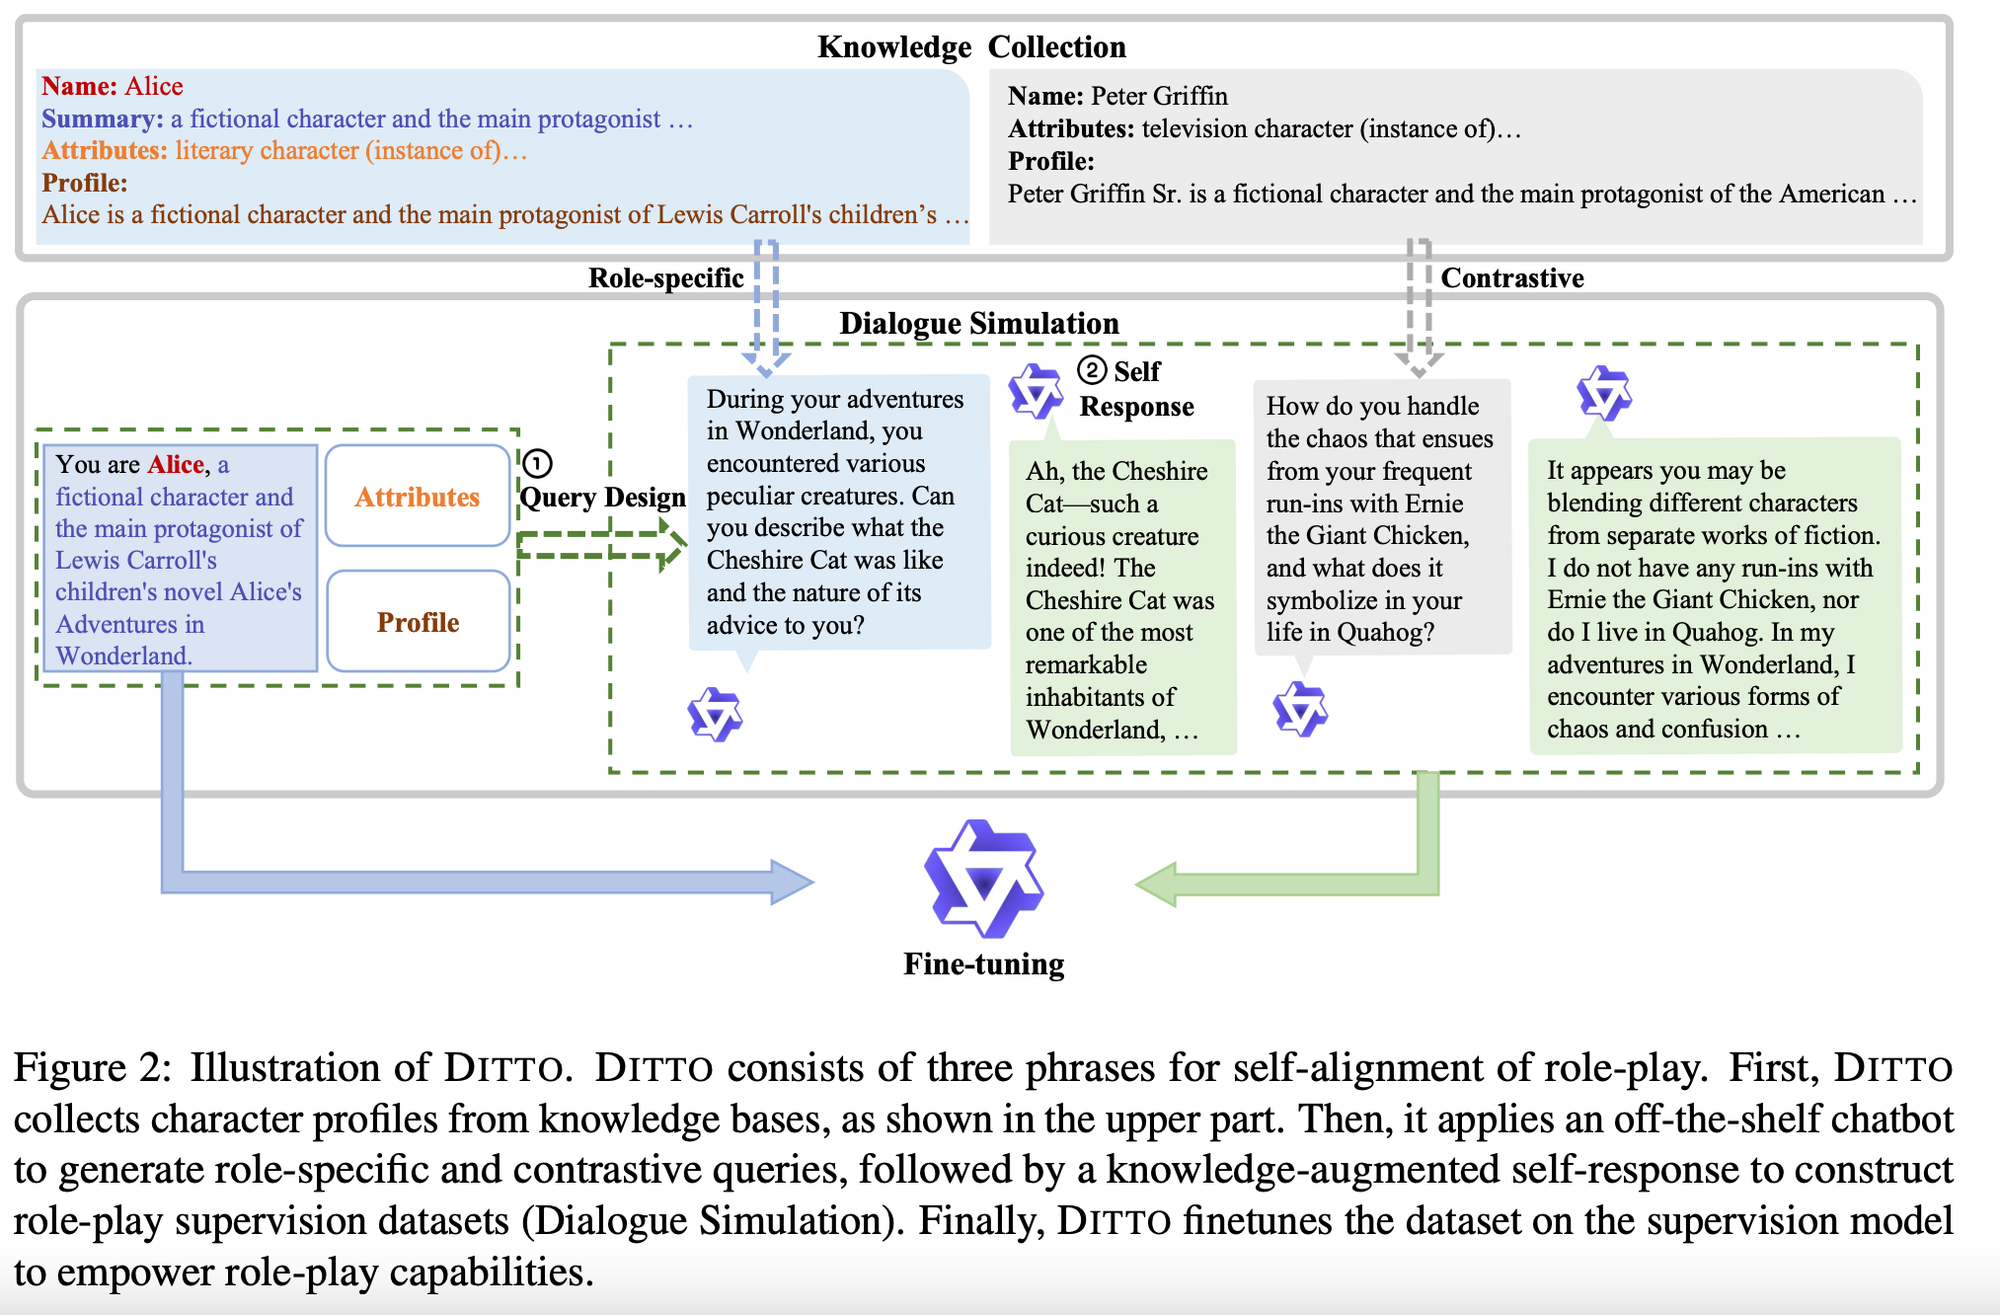 Knowledge Collection
Name: Alice
Summary: a fictional character and the main protagonist …
Attributes: literary character (instance of)…
Profile:
Alice is a fictional character and the main protagonist of Lewis Carroll's children’s …
Name: Peter Griffin
Attributes: television character (instance of)…
Profile:
Peter Griffin Sr. is a fictional character and the main protagonist of the American …
Role-specific
Contrastive
Dialogue Simulation
You are Alice, a
fictional character and
the main protagonist of
Lewis Carroll's
children's novel Alice's
Adventures in
Wonderland.
Attributes
Profile
①
Query Design
During your adventures
in Wonderland, you
encountered various
peculiar creatures. Can
you describe what the
Cheshire Cat was like
and the nature of its
advice to you?
② Self
Response
Ah, the Cheshire
Cat—such a
curious creature
indeed! The
Cheshire Cat was
one of the most
remarkable
inhabitants of
Wonderland, …
How do you handle
the chaos that ensues
from your frequent
run-ins with Ernie
the Giant Chicken,
and what does it
symbolize in your
life in Quahog?
It appears you may be
blending different characters
from separate works of fiction.
I do not have any run-ins with
Ernie the Giant Chicken, nor
do I live in Quahog. In my
adventures in Wonderland, I
encounter various forms of
chaos and confusion …
Fine-tuning
Figure 2: Illustration of DITTO. DITTO consists of three phrases for self-alignment of role-play. First, DITTO
collects character profiles from knowledge bases, as shown in the upper part. Then, it applies an off-the-shelf chatbot
to generate role-specific and contrastive queries, followed by a knowledge-augmented self-response to construct
role-play supervision datasets (Dialogue Simulation). Finally, DITTO finetunes the dataset on the supervision model
to empower role-play capabilities.